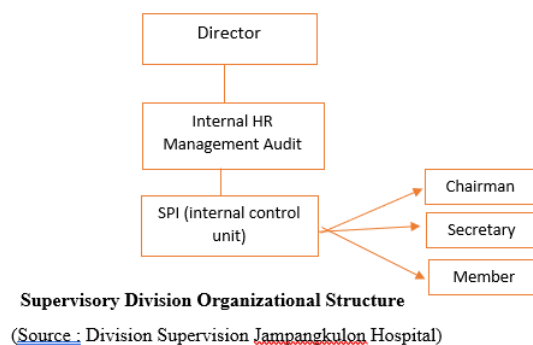 Director
Internal HR
Management Audit
SPI (internal control
unit)
Chairman
Secretary
Member
Supervisory Division Organizational Structure
(Source : Division Supervision Jampangkulon Hospital)